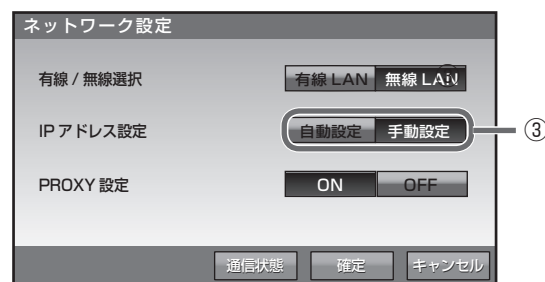 ネットワーク設定
有線 / 無線選択 有線 LAN 無線 LAN
IP アドレス設定 自動設定 手動設定 ③
PROXY 設定 ON OFF
通信状態 確定 キャンセル